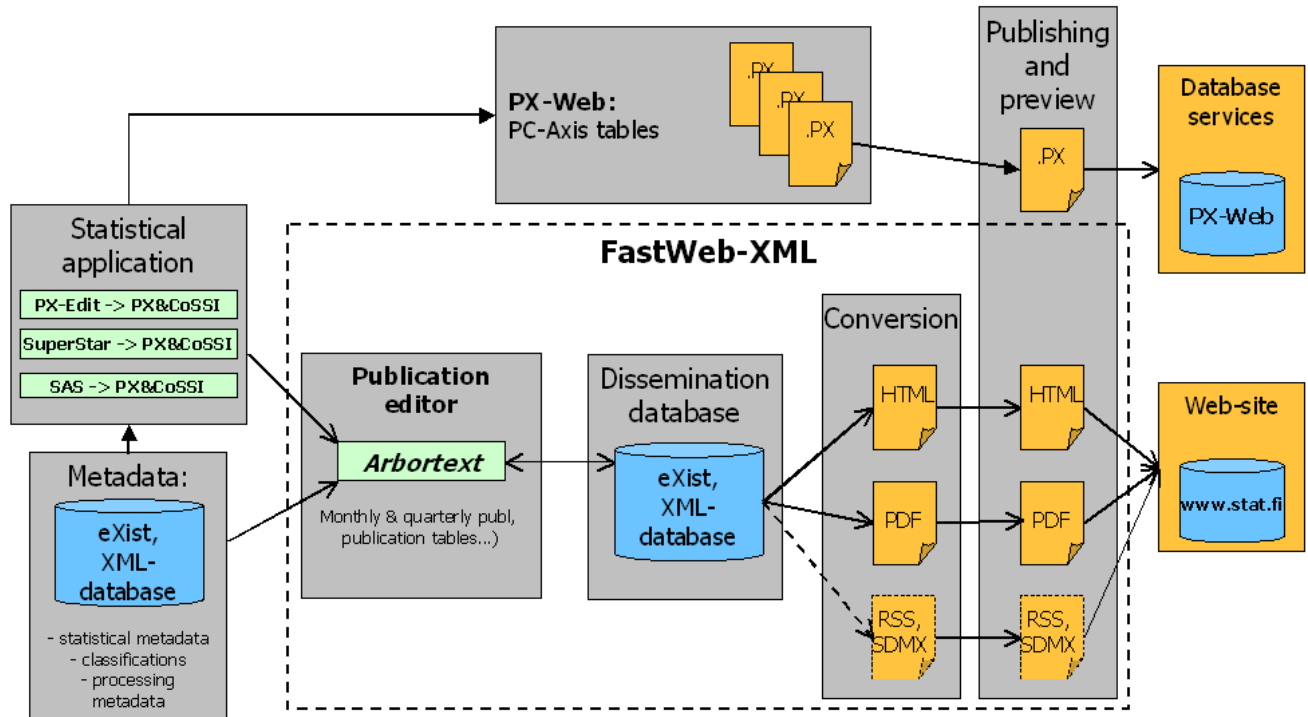 Publishing
and
preview
PX-Web:
PC-Axis tables
.PX
.PX
.PX
.PX
Database
services
PX-Web
Statistical
application
PX-Edit -> PX&CoSSI
SuperStar -> PX&CoSSI
SAS -> PX&CoSSI
FastWeb-XML
Publication
editor
Arbortext
Monthly & quarterly publ,
publication tables...)
Dissemination
database
eXist,
XML-
database
Conversion
HTML
HTML
PDF
PDF
RSS,
SDMX
RSS,
SDMX
Web-site
www.stat.fi
Metadata:
eXist,
XML-
database
- statistical metadata
- classifications
- processing
metadata